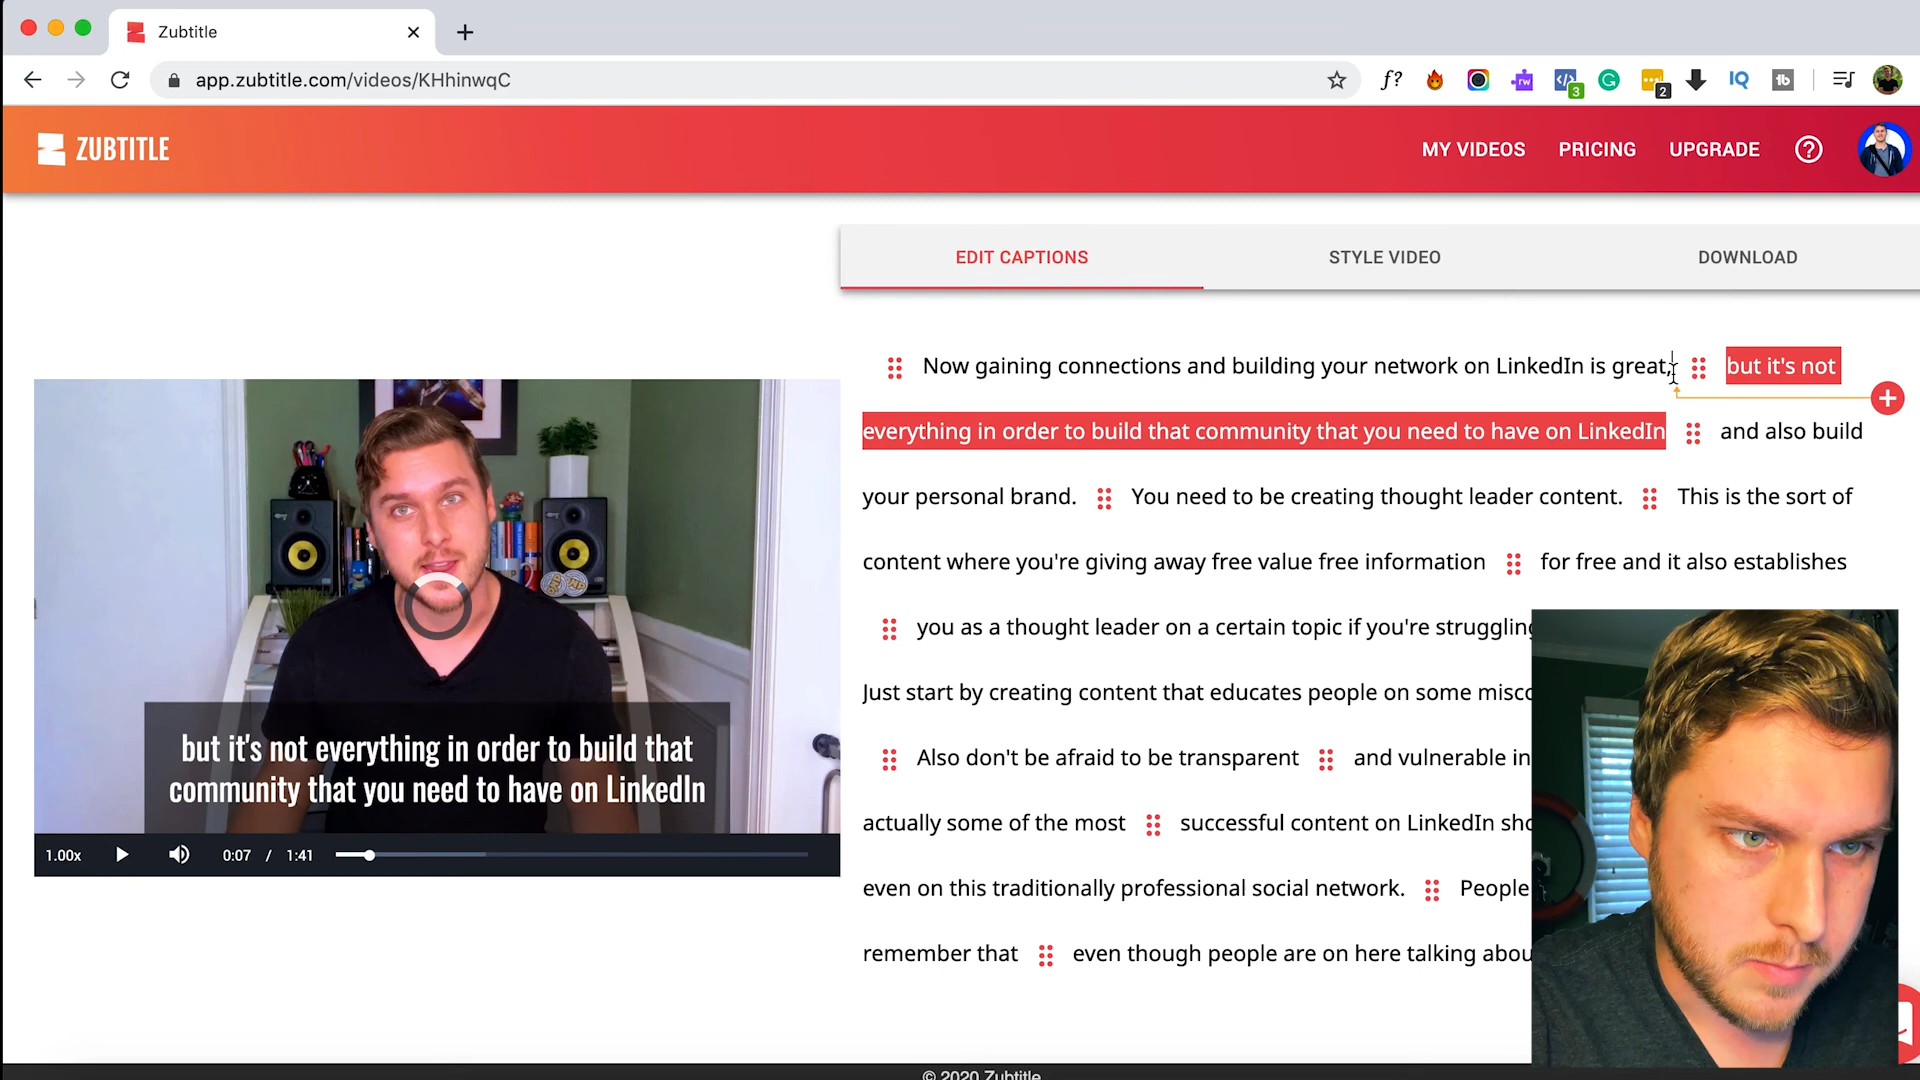 Zubtitle
app.zubtitle.com/videos/KHhinwqC
f?
rw
3
2
IQ
tb
ZUBTITLE
MY VIDEOS
PRICING
UPGRADE
EDIT CAPTIONS
STYLE VIDEO
DOWNLOAD
Now gaining connections and building your network on LinkedIn is great, but it's not
everything in order to build that community that you need to have on LinkedIn and also build
your personal brand. You need to be creating thought leader content. This is the sort of
content where you're giving away free value free information for free and it also establishes
you as a thought leader on a certain topic if you're struggling
Just start by creating content that educates people on some misco
Also don't be afraid to be transparent and vulnerable in
actually some of the most successful content on LinkedIn sho
even on this traditionally professional social network. People
remember that even though people are on here talking abou
but it's not everything in order to build that
community that you need to have on LinkedIn
1.00x
0:07 / 1:41
© 2020 Zubtitle